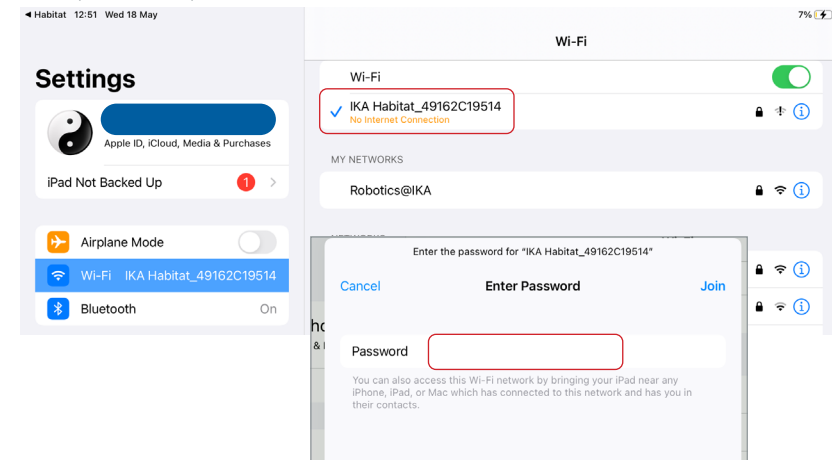 ◄ Habitat 12:51 Wed 18 May 7%
Settings
Apple ID, iCloud, Media & Purchases
iPad Not Backed Up 1
Airplane Mode
Wi-Fi IKA Habitat_49162C19514
Bluetooth On
Wi-Fi
Wi-Fi
IKA Habitat_49162C19514
No Internet Connection
MY NETWORKS
Robotics@IKA
Enter the password for “IKA Habitat_49162C19514”
Cancel Enter Password Join
Password
You can also access this Wi-Fi network by bringing your iPad near any
iPhone, iPad, or Mac which has connected to this network and has you in
their contacts.